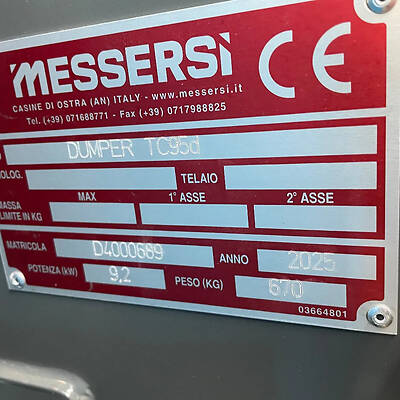 MESSERSÌ CE
CASINE DI OSTRA (AN) ITALY - www.messersi.it
Tel. (+39) 071688771 - Fax (+39) 0717988825
DUMPER TC95d
OLOG. TELAIO
MASSA LIMITE IN KG MAX 1° ASSE 2° ASSE
MATRICOLA D4000669 ANNO 2025
POTENZA (kW) 9,2 PESO (KG) 670
03664801